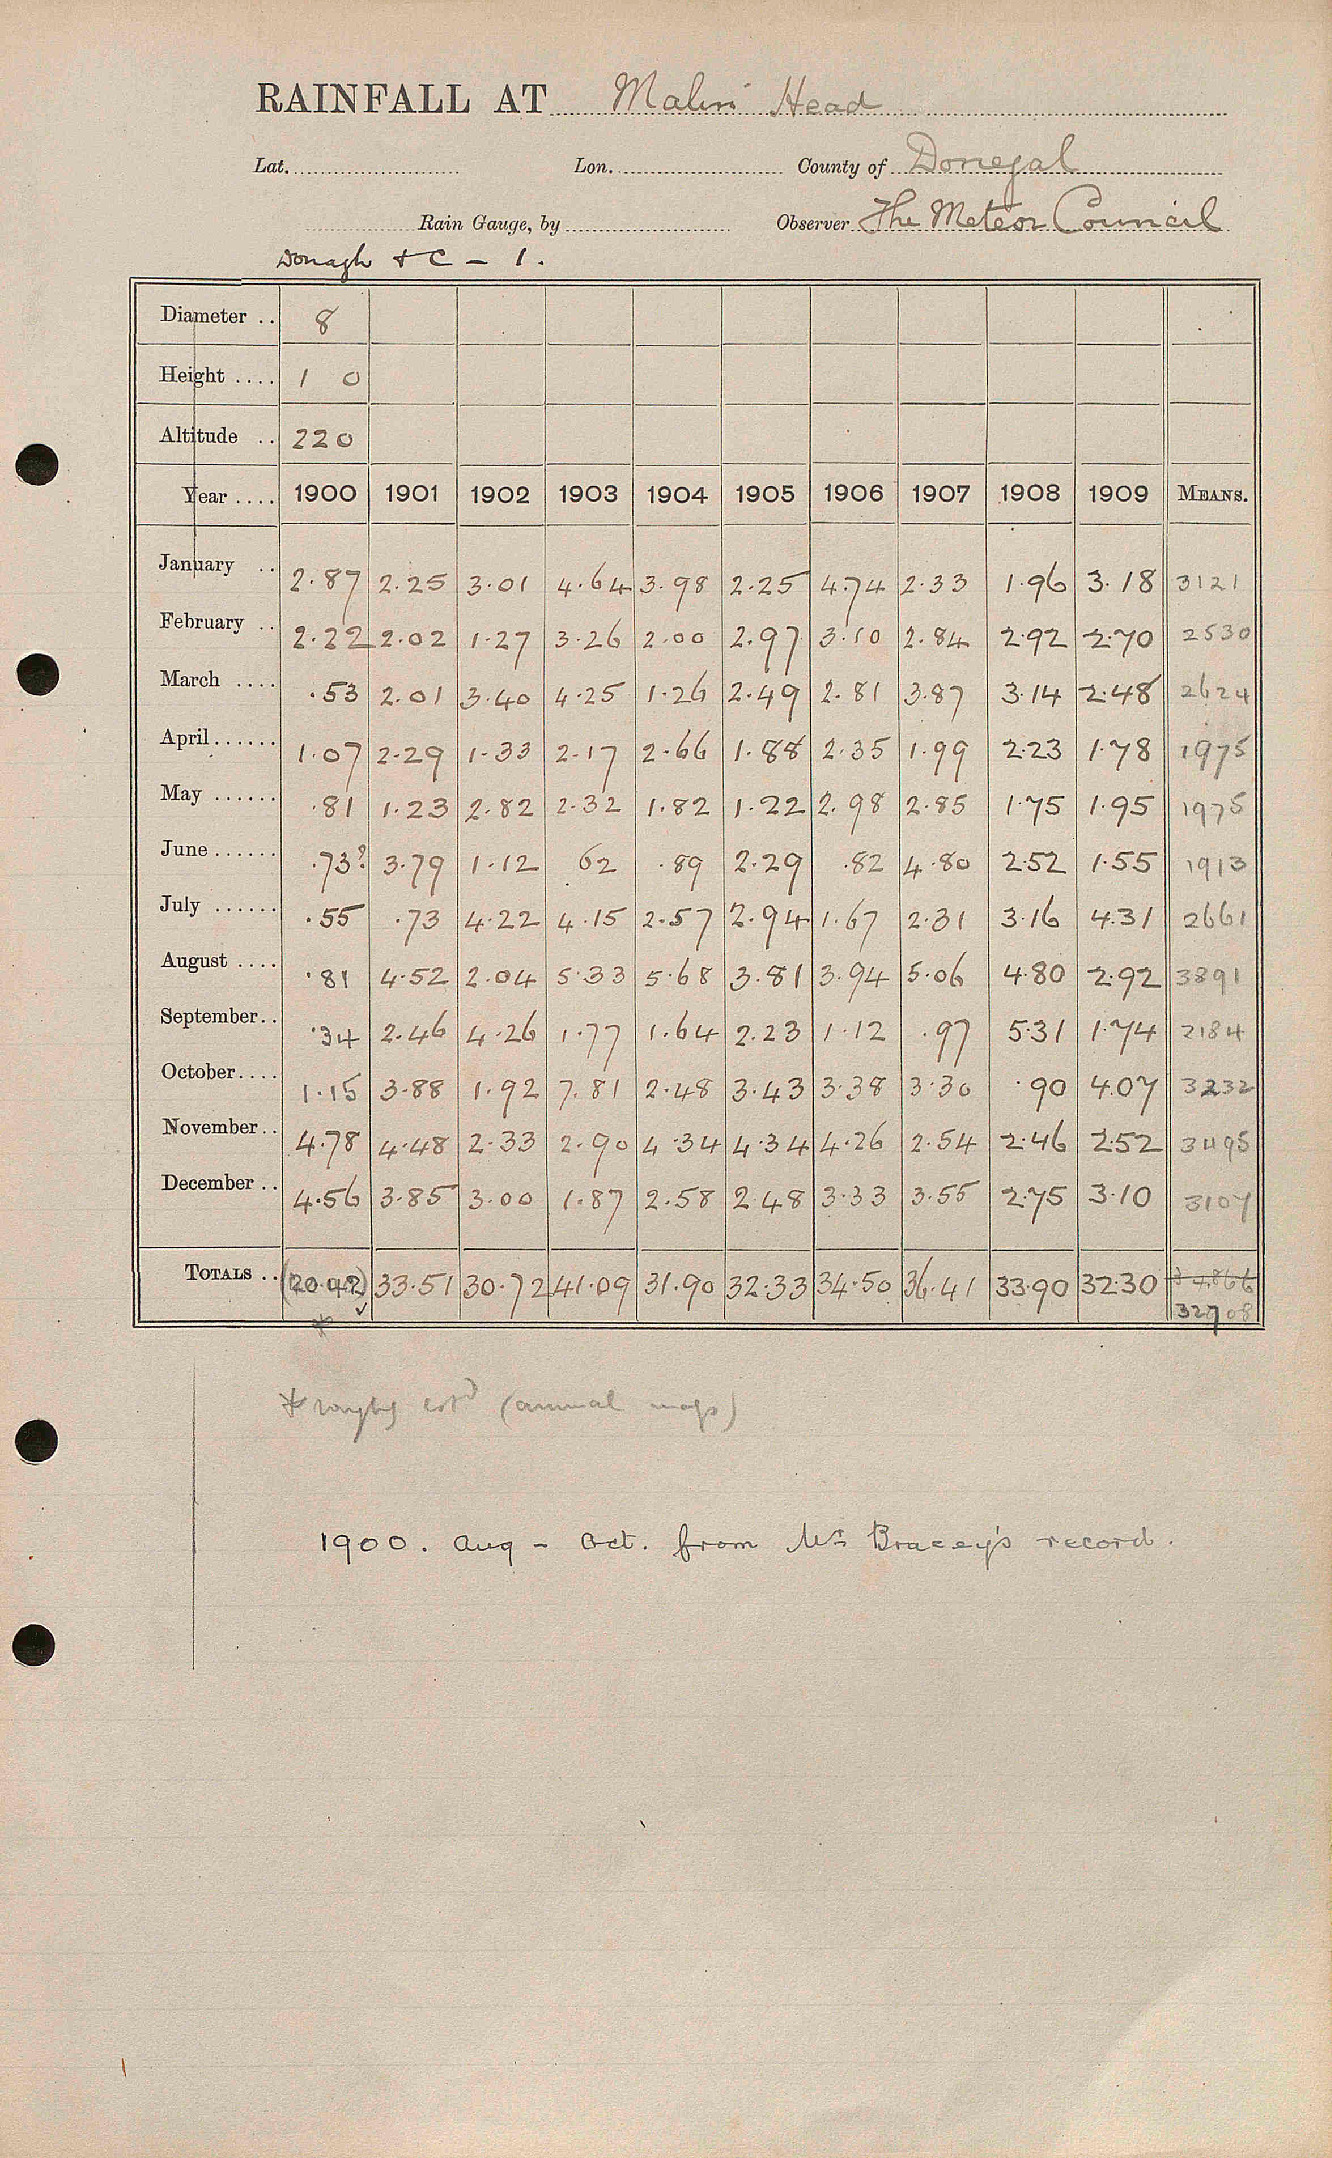 RAINFALL AT Malin Head
Lat. Lon. County of Donegal
Rain Gauge, by Observer The Meteor Council
Donagh + C - 1.
Diameter .. 8
Height .... 1 0
Altitude .. 220
Year .... 1900 1901 1902 1903 1904 1905 1906 1907 1908 1909 MEANS.
January .. 2.87 2.25 3.01 4.64 3.98 2.25 4.74 2.33 1.96 3.18 3121
February .. 2.22 2.02 1.27 3.26 2.00 2.97 3.10 2.84 2.92 2.70 2530
March .... .53 2.01 3.40 4.25 1.26 2.49 2.81 3.87 3.14 2.48 2624
April...... 1.07 2.29 1.33 2.17 2.66 1.88 2.35 1.99 2.23 1.78 1975
May ...... .81 1.23 2.82 2.32 1.82 1.22 2.98 2.85 1.75 1.95 1975
June ...... .73? 3.79 1.12 62 .89 2.29 .82 4.80 2.52 1.55 1913
July ...... .55 .73 4.22 4.15 2.57 2.94 1.67 2.31 3.16 4.31 2661
August .... .81 4.52 2.04 5.33 5.68 3.81 3.94 5.06 4.80 2.92 3891
September.. .34 2.46 4.26 1.77 1.64 2.23 1.12 .97 5.31 1.74 2184
October.... 1.15 3.88 1.92 7.81 2.48 3.43 3.38 3.30 .90 4.07 3232
November.. 4.78 4.48 2.33 2.90 4.34 4.34 4.26 2.54 2.46 2.52 3495
December .. 4.56 3.85 3.00 1.87 2.58 2.48 3.33 3.55 2.75 3.10 3107
TOTALS .. (20.42) 33.51 30.72 41.09 31.90 32.33 34.50 36.41 33.90 32.30
* 32708
* (annual maps)
1900. Aug - Oct. from Mr Bracey's record.